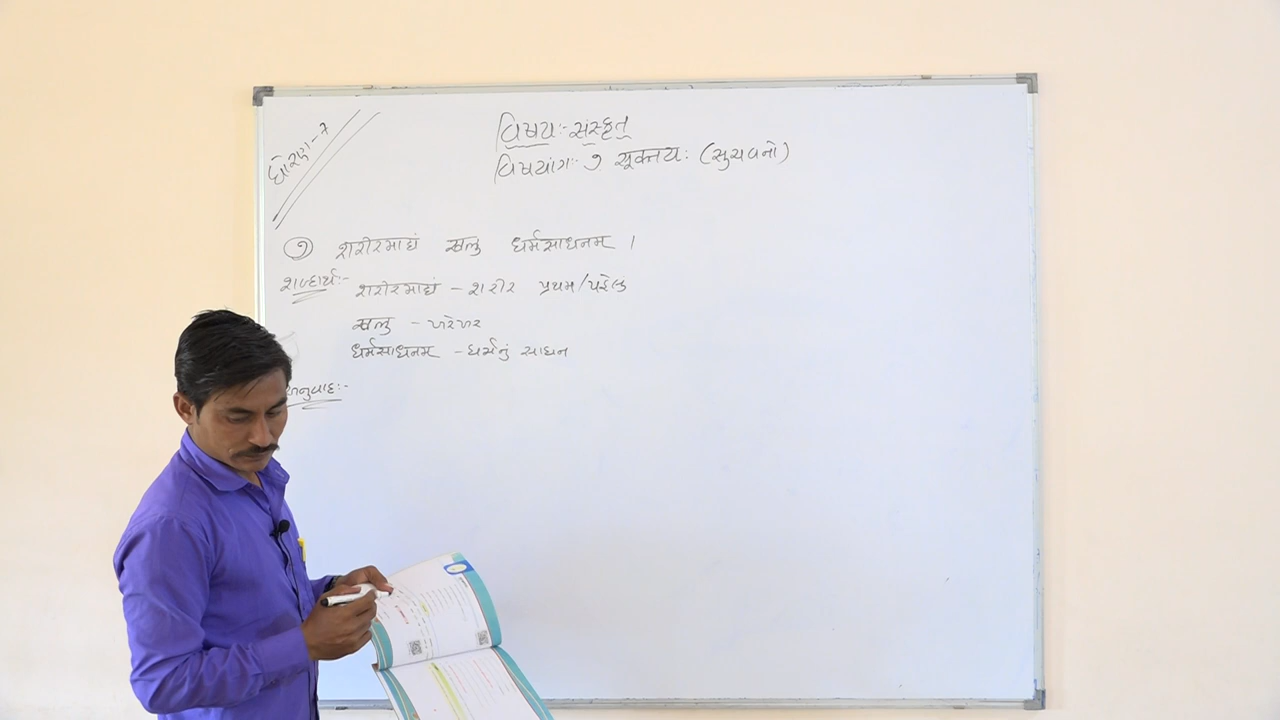 ધોરણ-7
વિષય:- સંસ્કૃત
વિષયાંગ:- ૭ સૂક્તય: (સુવચનો)
૧ શરીરમાદ્યં ખલુ ધર્મસાધનમ્ ।
શબ્દાર્થ:- શરીરમાદ્યં - શરીર પ્રથમ/પહેલું
ખલુ - ખરેખર
ધર્મસાધનમ્ - ધર્મનું સાધન
અનુવાદ:-